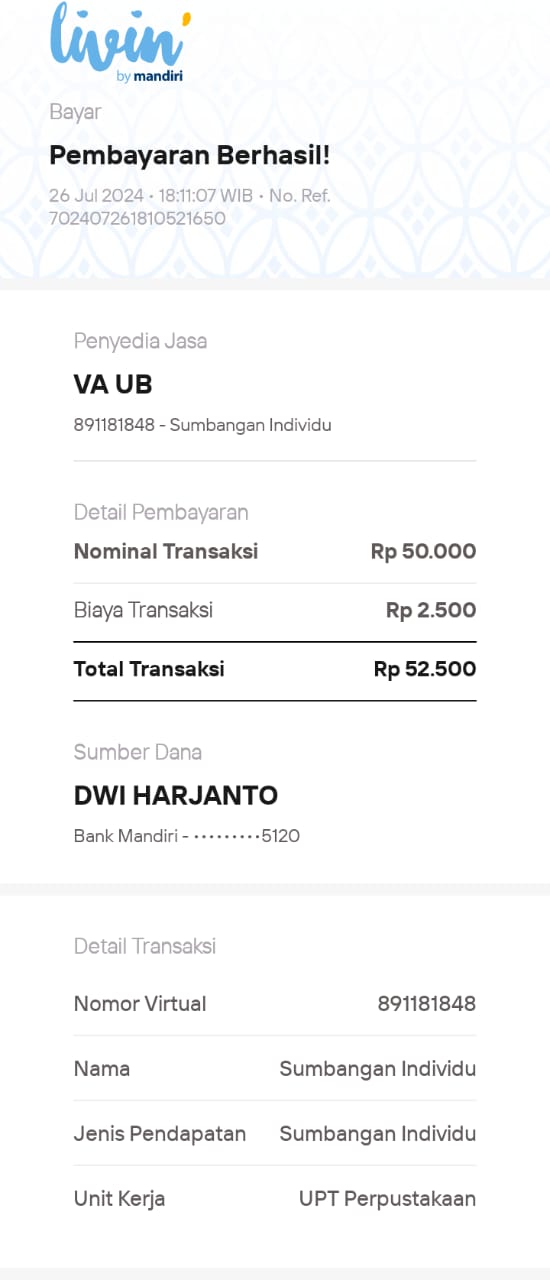 livin'
by mandiri
Bayar
Pembayaran Berhasil!
26 Jul 2024 • 18:11:07 WIB • No. Ref.
702407261810521650
Penyedia Jasa
VA UB
891181848 - Sumbangan Individu
Detail Pembayaran
Nominal Transaksi Rp 50.000
Biaya Transaksi Rp 2.500
Total Transaksi Rp 52.500
Sumber Dana
DWI HARJANTO
Bank Mandiri - •••••••••5120
Detail Transaksi
Nomor Virtual 891181848
Nama Sumbangan Individu
Jenis Pendapatan Sumbangan Individu
Unit Kerja UPT Perpustakaan